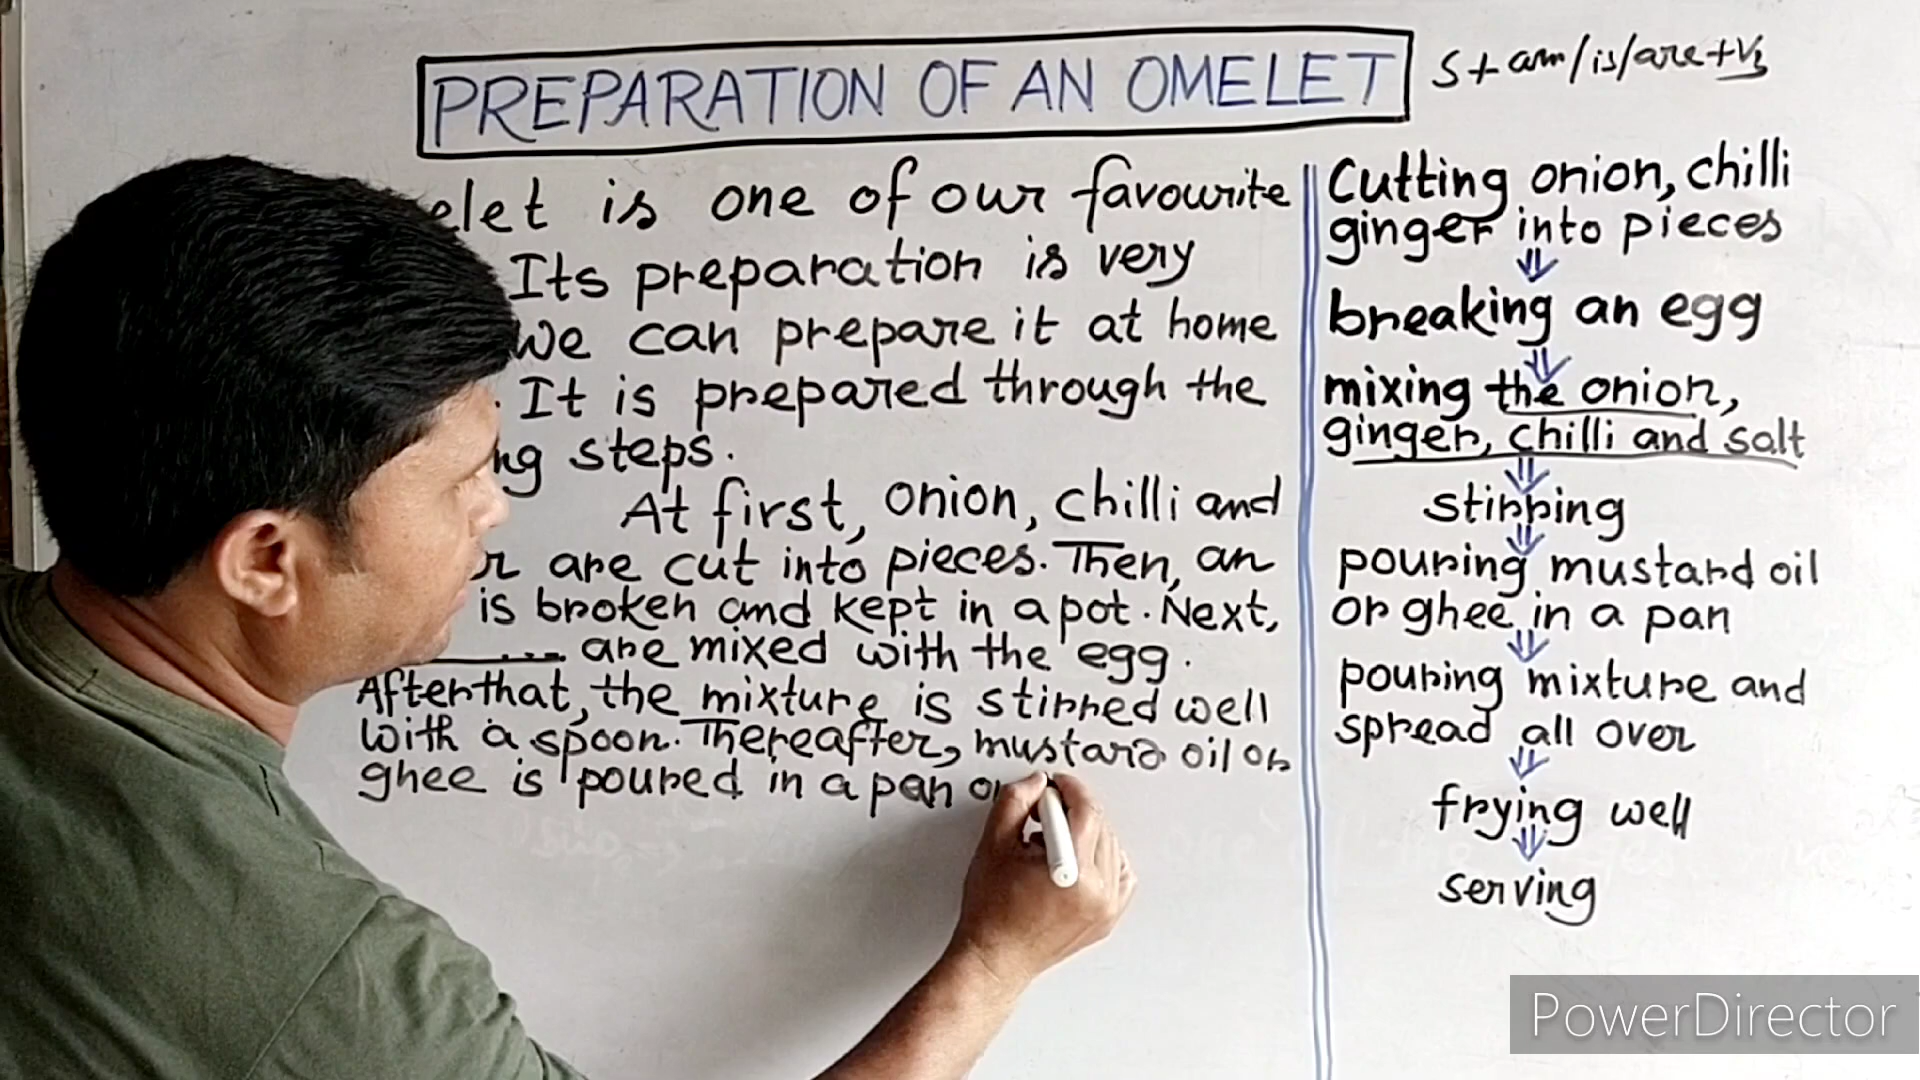 PREPARATION OF AN OMELET
S + am/is/are + V3
elet is one of our favourite
Its preparation is very
We can prepare it at home
. It is prepared through the
ng steps.
At first, onion, chilli and
r are cut into pieces. Then, an
is broken and kept in a pot. Next,
... are mixed with the egg.
After that, the mixture is stirred well
with a spoon. Thereafter, mustard oil or
ghee is poured in a pan
Cutting onion, chilli
ginger into pieces
⇓
breaking an egg
⇓
mixing the onion,
ginger, chilli and salt
⇓
stirring
⇓
pouring mustard oil
or ghee in a pan
⇓
pouring mixture and
spread all over
⇓
frying well
⇓
serving
PowerDirector